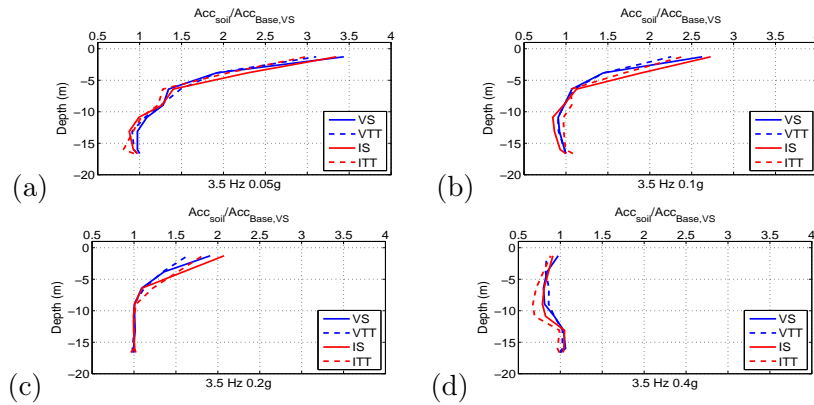 Acc_soil/Acc_Base,VS
0.5 1 1.5 2 2.5 3 3.5 4
0
−5
−10
−15
−20
Depth (m)
VS
VTT
IS
ITT
3.5 Hz 0.05g
(a)
Acc_soil/Acc_Base,VS
0.5 1 1.5 2 2.5 3 3.5 4
0
−5
−10
−15
−20
Depth (m)
VS
VTT
IS
ITT
3.5 Hz 0.1g
(b)
Acc_soil/Acc_Base,VS
0.5 1 1.5 2 2.5 3 3.5 4
0
−5
−10
−15
−20
Depth (m)
VS
VTT
IS
ITT
3.5 Hz 0.2g
(c)
Acc_soil/Acc_Base,VS
0.5 1 1.5 2 2.5 3 3.5 4
0
−5
−10
−15
−20
Depth (m)
VS
VTT
IS
ITT
3.5 Hz 0.4g
(d)